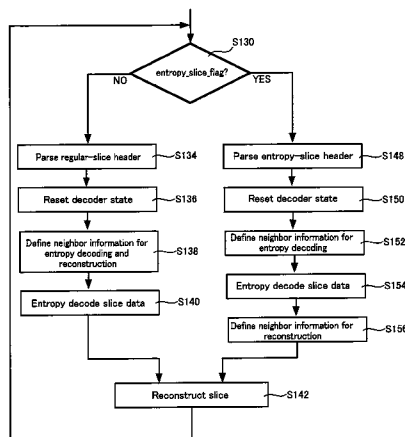 S130
entropy_slice_flag?
NO
YES
Parse regular-slice header
S134
Reset decoder state
S136
Define neighbor information for
entropy decoding and
reconstruction
S138
Entropy decode slice data
S140
Parse entropy-slice header
S148
Reset decoder state
S150
Define neighbor information for
entropy decoding
S152
Entropy decode slice data
S154
Define neighbor information for
reconstruction
S156
Reconstruct slice
S142